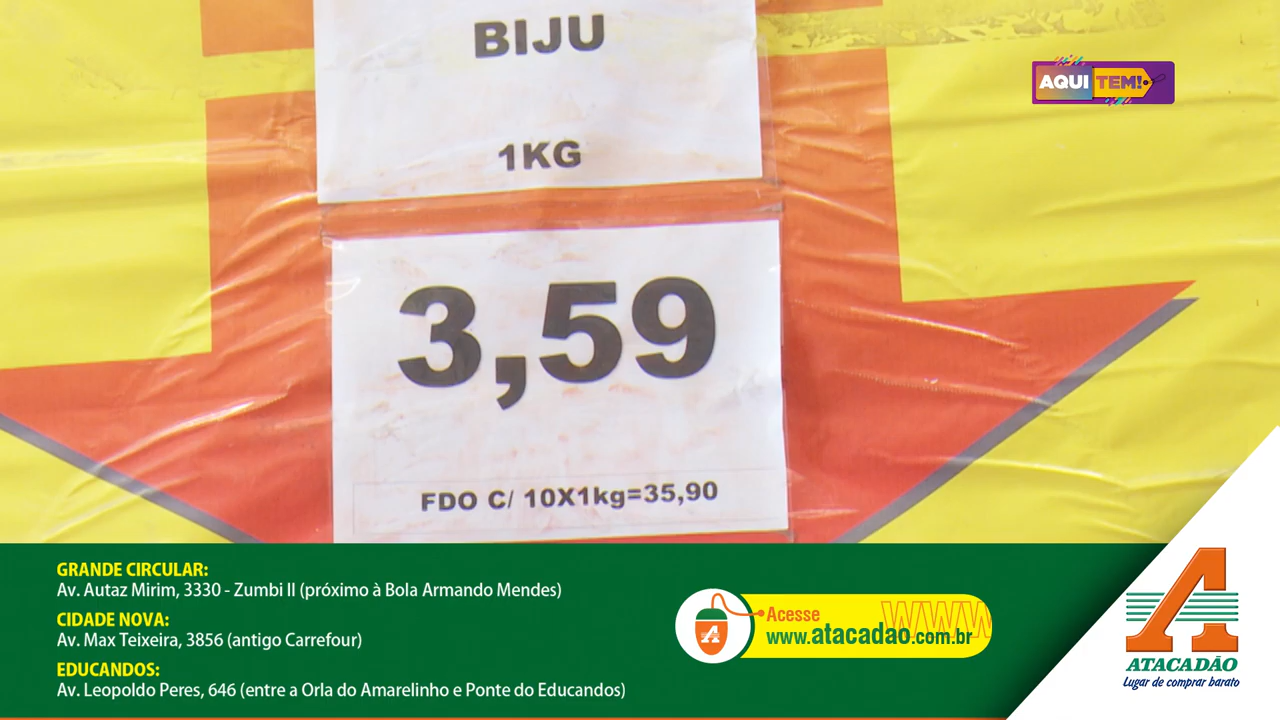 BIJU
1KG
3,59
FDO C/ 10X1kg=35,90
AQUI TEM!
GRANDE CIRCULAR:
Av. Autaz Mirim, 3330 - Zumbi II (próximo à Bola Armando Mendes)
CIDADE NOVA:
Av. Max Teixeira, 3856 (antigo Carrefour)
EDUCANDOS:
Av. Leopoldo Peres, 646 (entre a Orla do Amarelinho e Ponte do Educandos)
Acesse
WWW
www.atacadao.com.br
A
ATACADÃO
Lugar de comprar barato